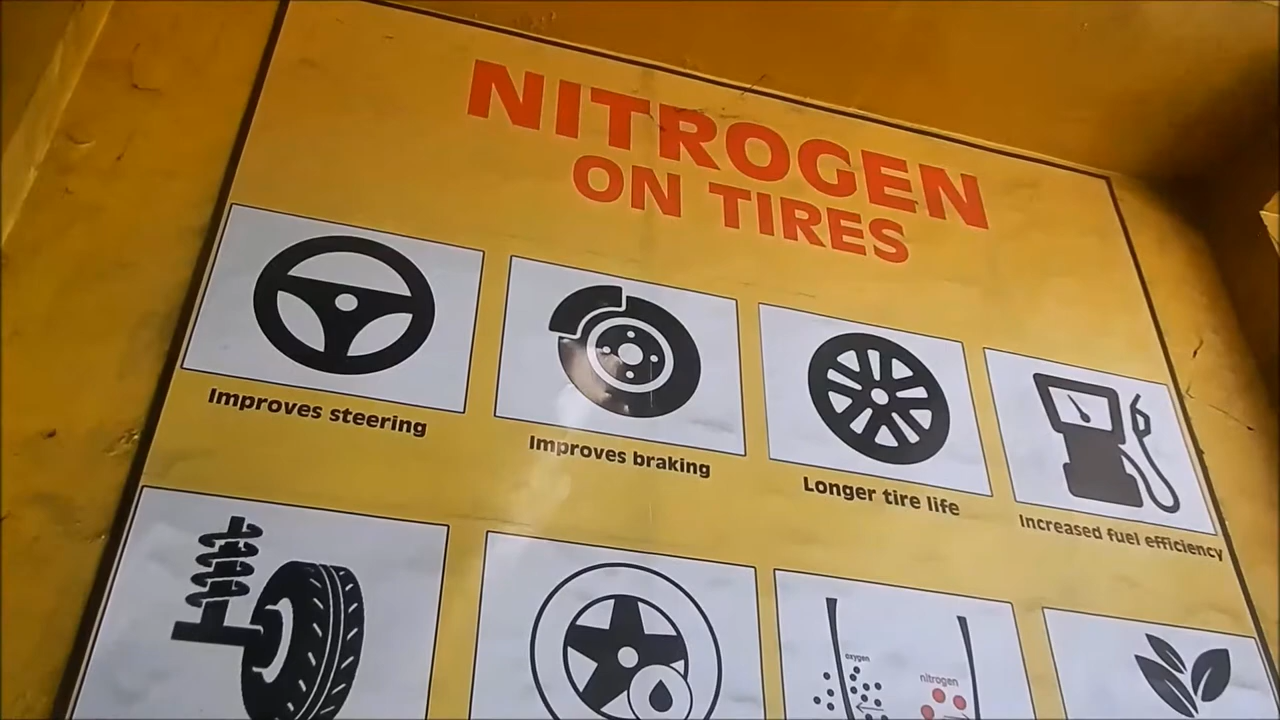 NITROGEN
ON TIRES
Improves steering
Improves braking
Longer tire life
Increased fuel efficiency
oxygen
nitrogen